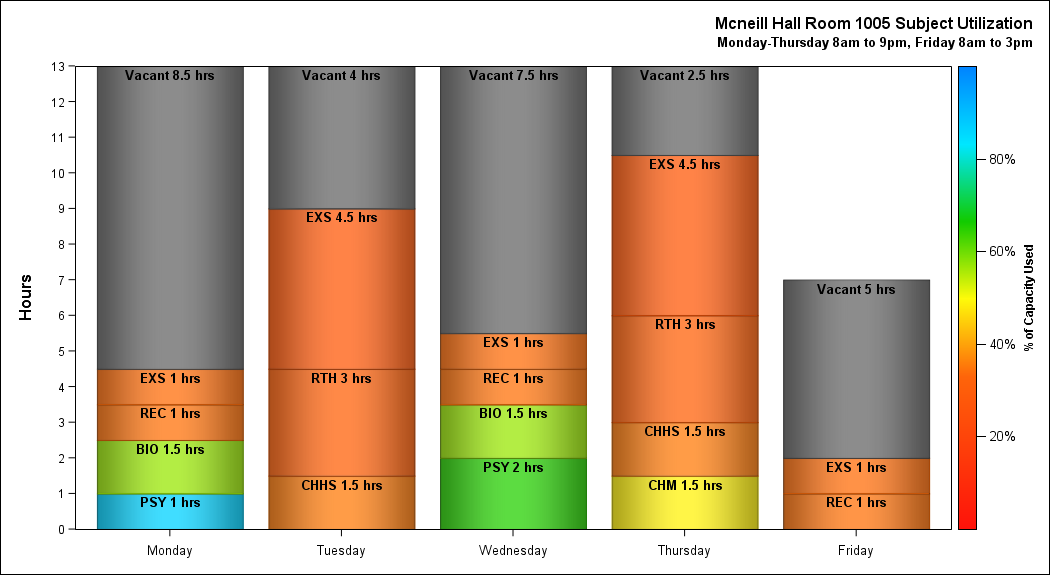 Mcneill Hall Room 1005 Subject Utilization
Monday-Thursday 8am to 9pm, Friday 8am to 3pm
Hours
13
12
11
10
9
8
7
6
5
4
3
2
1
0
Vacant 8.5 hrs
EXS 1 hrs
REC 1 hrs
BIO 1.5 hrs
PSY 1 hrs
Monday
Vacant 4 hrs
EXS 4.5 hrs
RTH 3 hrs
CHHS 1.5 hrs
Tuesday
Vacant 7.5 hrs
EXS 1 hrs
REC 1 hrs
BIO 1.5 hrs
PSY 2 hrs
Wednesday
Vacant 2.5 hrs
EXS 4.5 hrs
RTH 3 hrs
CHHS 1.5 hrs
CHM 1.5 hrs
Thursday
Vacant 5 hrs
EXS 1 hrs
REC 1 hrs
Friday
80%
60%
40%
20%
% of Capacity Used